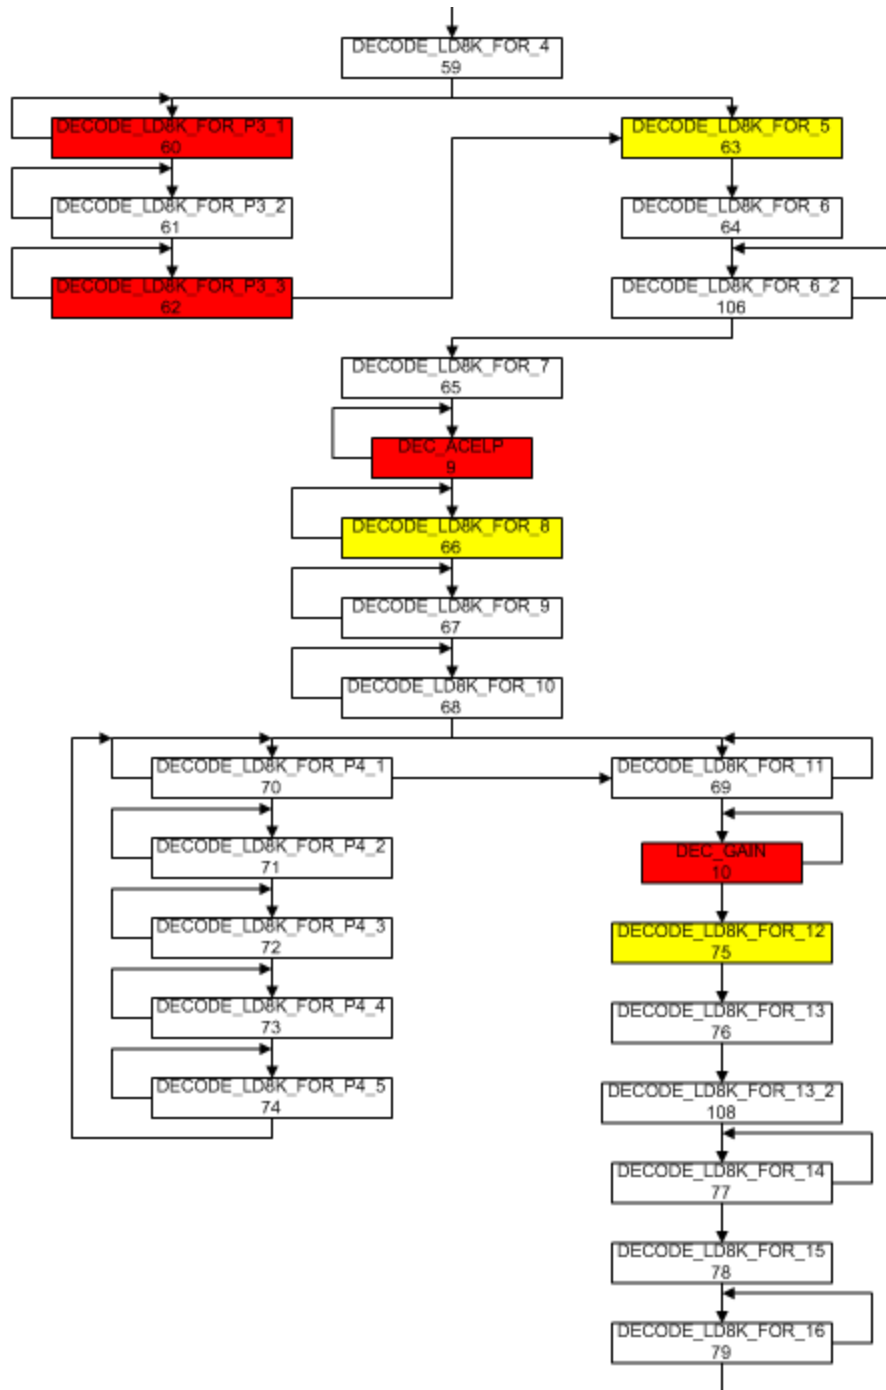 DECODE_LD8K_FOR_4
59
DECODE_LD8K_FOR_P3_1
60
DECODE_LD8K_FOR_5
63
DECODE_LD8K_FOR_P3_2
61
DECODE_LD8K_FOR_6
64
DECODE_LD8K_FOR_P3_3
62
DECODE_LD8K_FOR_6_2
106
DECODE_LD8K_FOR_7
65
DEC_ACELP
9
DECODE_LD8K_FOR_8
66
DECODE_LD8K_FOR_9
67
DECODE_LD8K_FOR_10
68
DECODE_LD8K_FOR_P4_1
70
DECODE_LD8K_FOR_11
69
DECODE_LD8K_FOR_P4_2
71
DEC_GAIN
10
DECODE_LD8K_FOR_P4_3
72
DECODE_LD8K_FOR_12
75
DECODE_LD8K_FOR_P4_4
73
DECODE_LD8K_FOR_13
76
DECODE_LD8K_FOR_P4_5
74
DECODE_LD8K_FOR_13_2
108
DECODE_LD8K_FOR_14
77
DECODE_LD8K_FOR_15
78
DECODE_LD8K_FOR_16
79